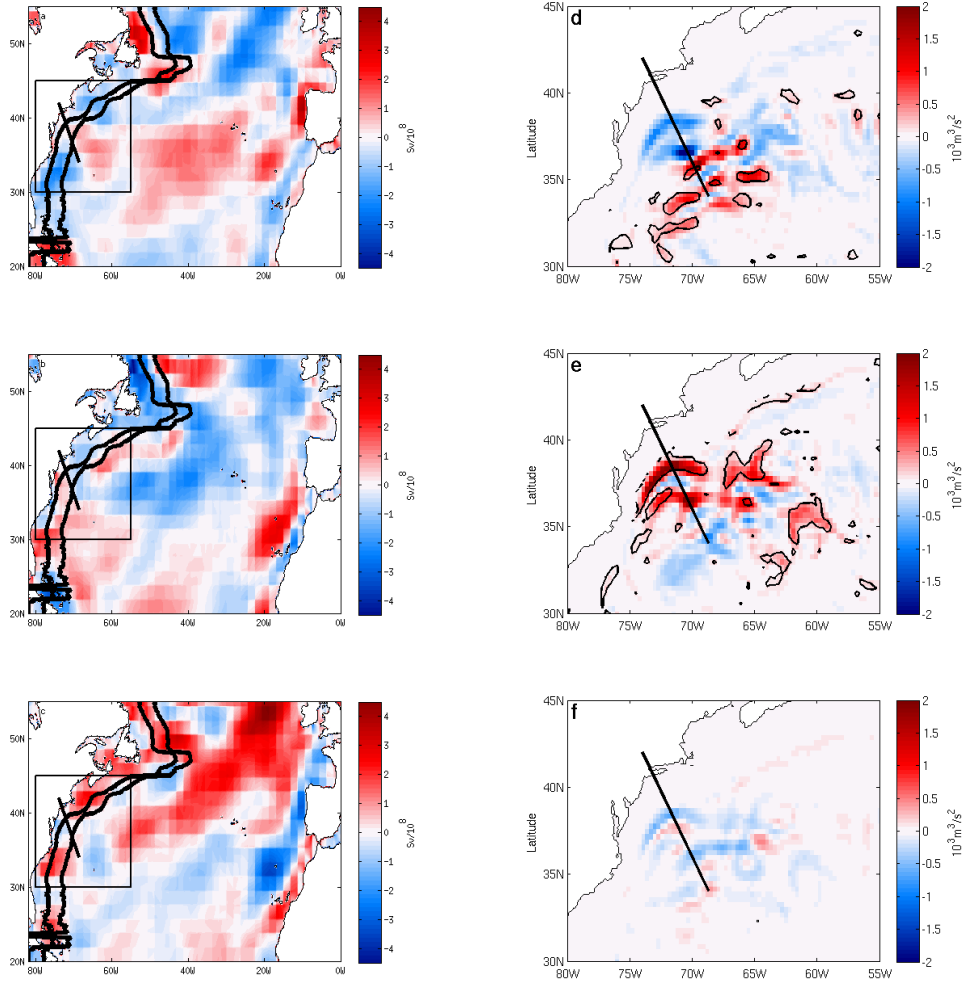 a
55N
50N
40N
30N
20N
80W
60W
40W
20W
0W
4
3
2
1
0
-1
-2
-3
-4
Sv/10^8
d
45N
40N
35N
30N
80W
75W
70W
65W
60W
55W
Latitude
2
1.5
1
0.5
0
-0.5
-1
-1.5
-2
10^-3 m^3/s^2
b
50N
40N
30N
20N
80W
60W
40W
20W
0W
4
3
2
1
0
-1
-2
-3
-4
Sv/10^8
e
45N
40N
35N
30N
80W
75W
70W
65W
60W
55W
Latitude
2
1.5
1
0.5
0
-0.5
-1
-1.5
-2
10^-3 m^3/s^2
c
50N
40N
30N
20N
80W
60W
40W
20W
0W
4
3
2
1
0
-1
-2
-3
-4
Sv/10^8
f
45N
40N
35N
30N
80W
75W
70W
65W
60W
55W
Latitude
2
1.5
1
0.5
0
-0.5
-1
-1.5
-2
10^-3 m^3/s^2